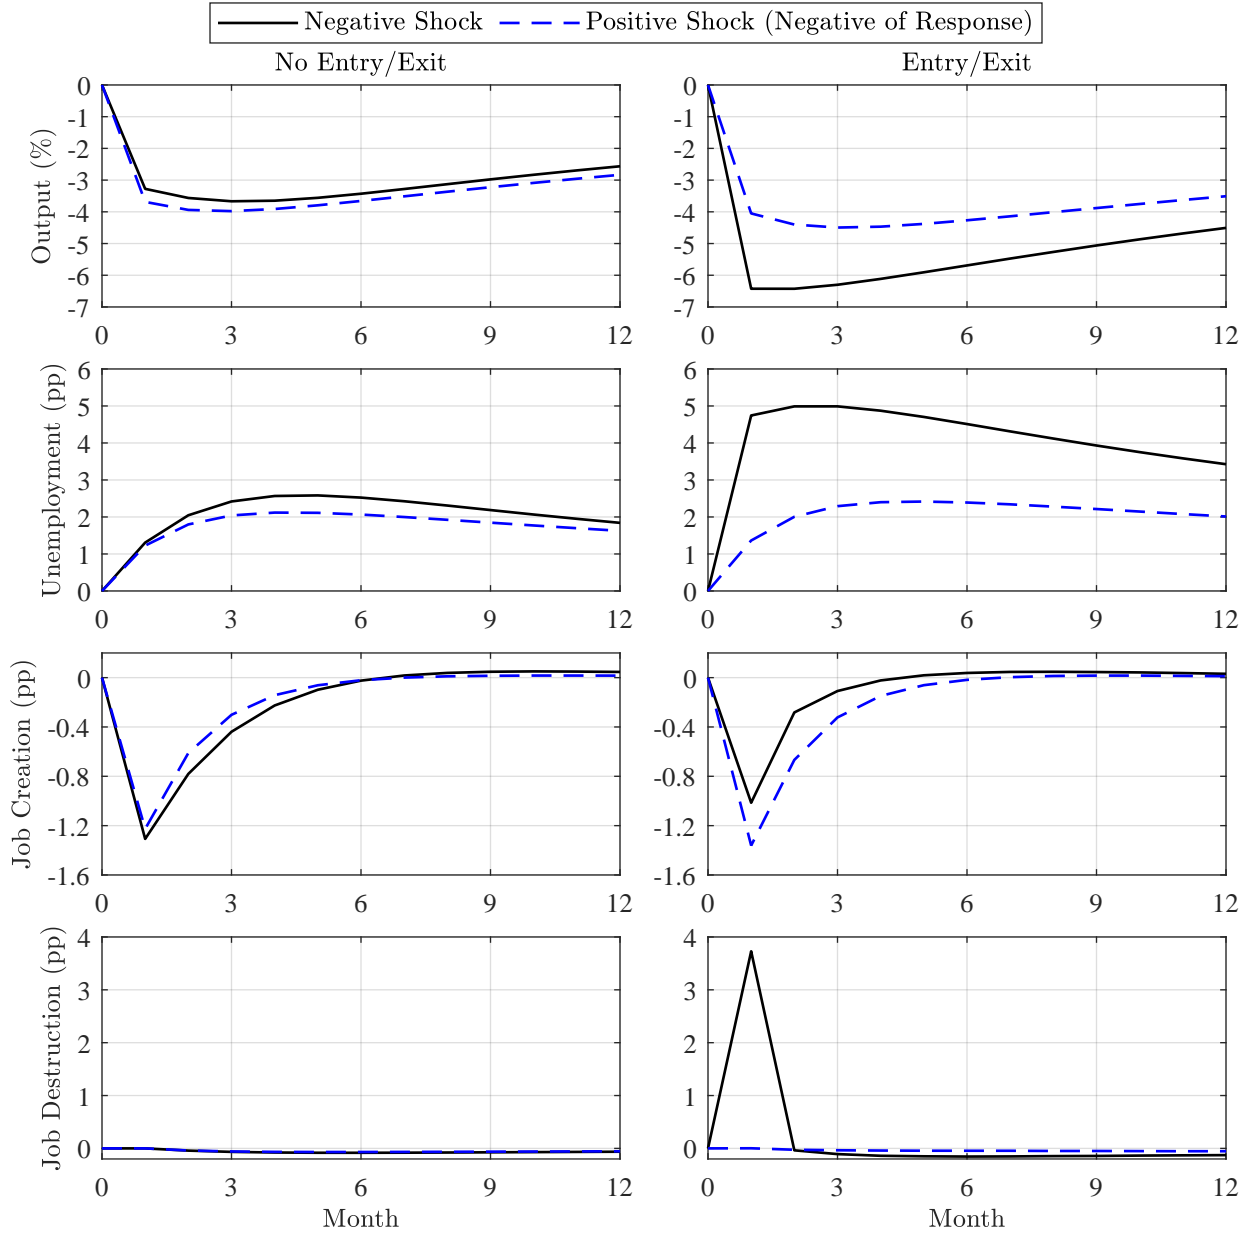 Negative Shock Positive Shock (Negative of Response)
No Entry/Exit
Entry/Exit
Output (%)
0
-1
-2
-3
-4
-5
-6
-7
0 3 6 9 12
0
-1
-2
-3
-4
-5
-6
-7
0 3 6 9 12
Unemployment (pp)
6
5
4
3
2
1
0
0 3 6 9 12
6
5
4
3
2
1
0
0 3 6 9 12
Job Creation (pp)
0
-0.4
-0.8
-1.2
-1.6
0 3 6 9 12
0
-0.4
-0.8
-1.2
-1.6
0 3 6 9 12
Job Destruction (pp)
4
3
2
1
0
0 3 6 9 12
Month
4
3
2
1
0
0 3 6 9 12
Month